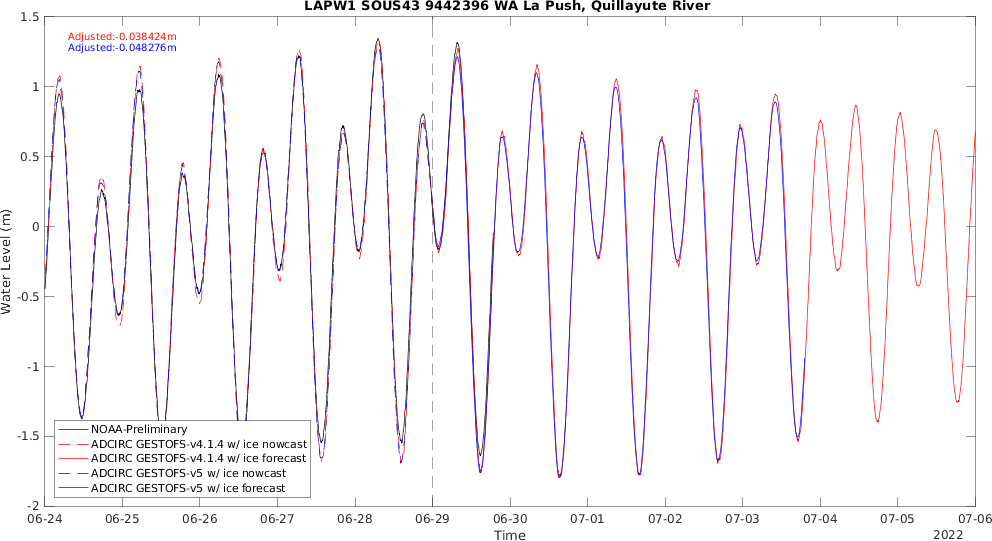 LAPW1 SOUS43 9442396 WA La Push, Quillayute River
Adjusted:-0.038424m
Adjusted:-0.048276m
Water Level (m)
1.5
1
0.5
0
-0.5
-1
-1.5
-2
NOAA-Preliminary
ADCIRC GESTOFS-v4.1.4 w/ ice nowcast
ADCIRC GESTOFS-v4.1.4 w/ ice forecast
ADCIRC GESTOFS-v5 w/ ice nowcast
ADCIRC GESTOFS-v5 w/ ice forecast
06-24 06-25 06-26 06-27 06-28 06-29 06-30 07-01 07-02 07-03 07-04 07-05 07-06
Time
2022